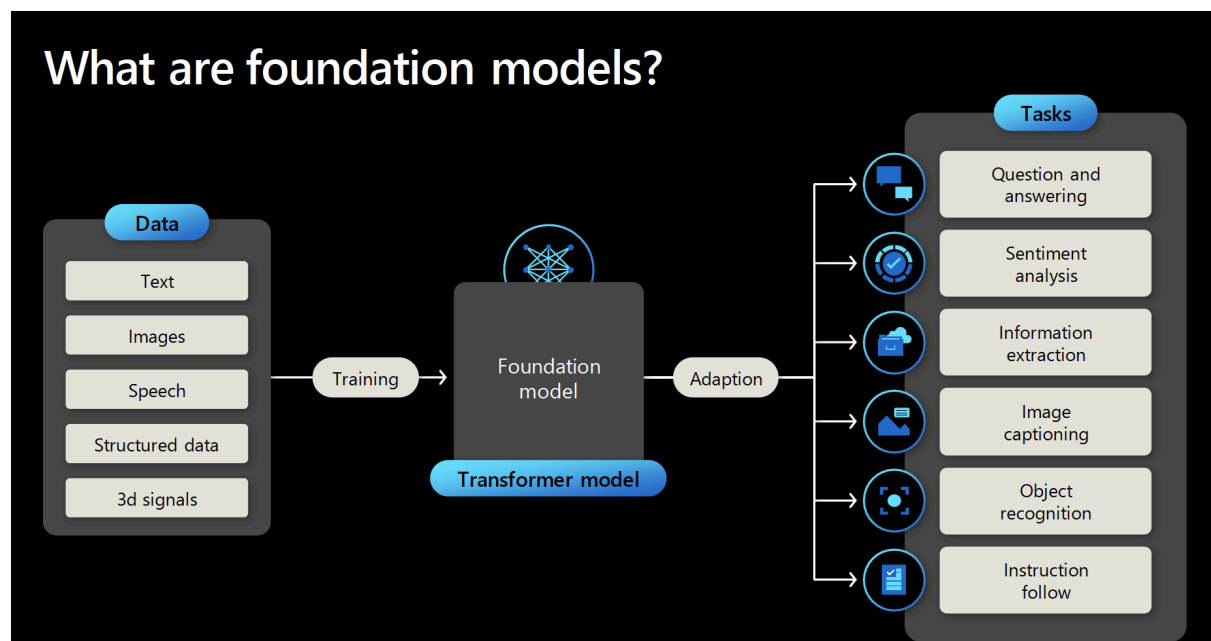 What are foundation models?
Data
Text
Images
Speech
Structured data
3d signals
Training
Foundation
model
Transformer model
Adaption
Tasks
Question and
answering
Sentiment
analysis
Information
extraction
Image
captioning
Object
recognition
Instruction
follow